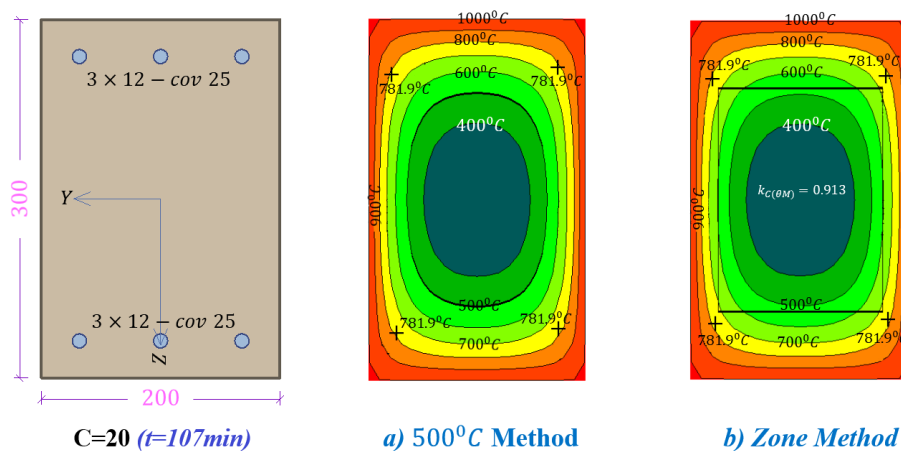 3 × 12 − cov 25
300
Y
3 × 12 − cov 25
Z
200
C=20 (t=107min)
1000⁰C
800⁰C
781.9⁰C
781.9⁰C
600⁰C
400⁰C
900⁰C
500⁰C
781.9⁰C
781.9⁰C
700⁰C
a) 500⁰C Method
1000⁰C
800⁰C
781.9⁰C
781.9⁰C
600⁰C
400⁰C
k_C(θM) = 0.913
900⁰C
500⁰C
781.9⁰C
781.9⁰C
700⁰C
b) Zone Method